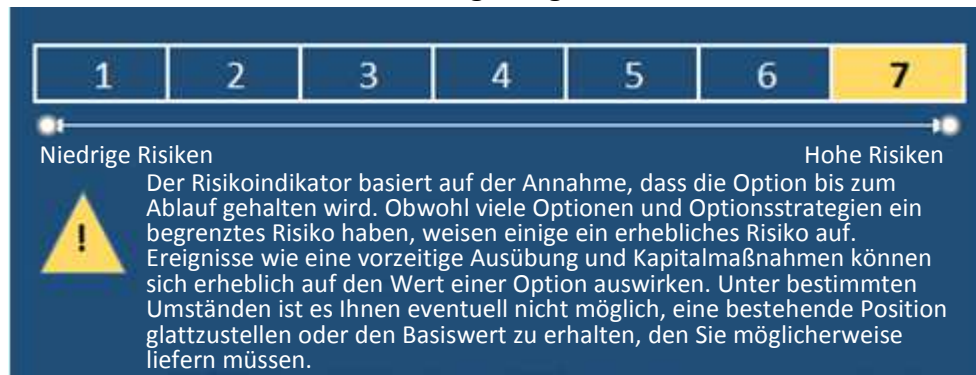 1 2 3 4 5 6 7
Niedrige Risiken Hohe Risiken
Der Risikoindikator basiert auf der Annahme, dass die Option bis zum
Ablauf gehalten wird. Obwohl viele Optionen und Optionsstrategien ein
! begrenztes Risiko haben, weisen einige ein erhebliches Risiko auf.
Ereignisse wie eine vorzeitige Ausübung und Kapitalmaßnahmen können
sich erheblich auf den Wert einer Option auswirken. Unter bestimmten
Umständen ist es Ihnen eventuell nicht möglich, eine bestehende Position
glattzustellen oder den Basiswert zu erhalten, den Sie möglicherweise
liefern müssen.